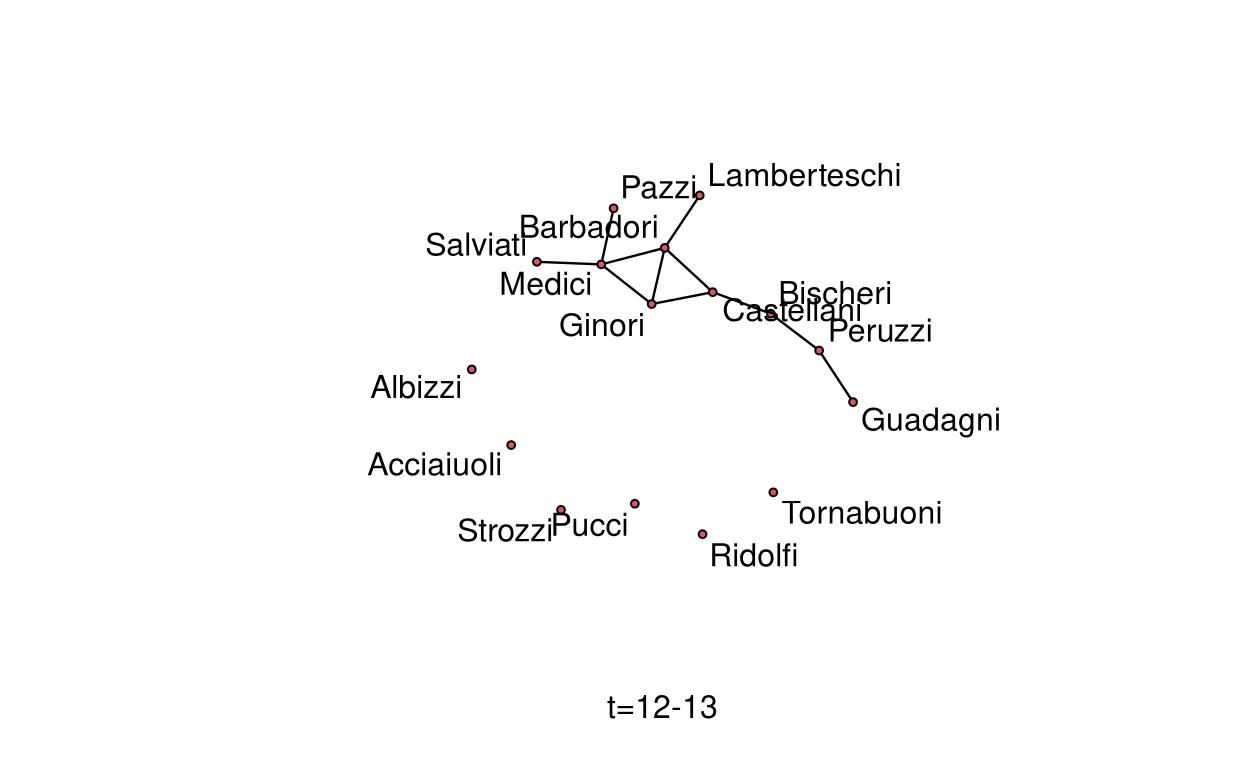 Lamberteschi
Pazzi
Barbadori
Salviati
Medici
Bischeri
Castellani
Ginori
Peruzzi
Albizzi
Guadagni
Acciaiuoli
Tornabuoni
Strozzi
Pucci
Ridolfi
t=12-13